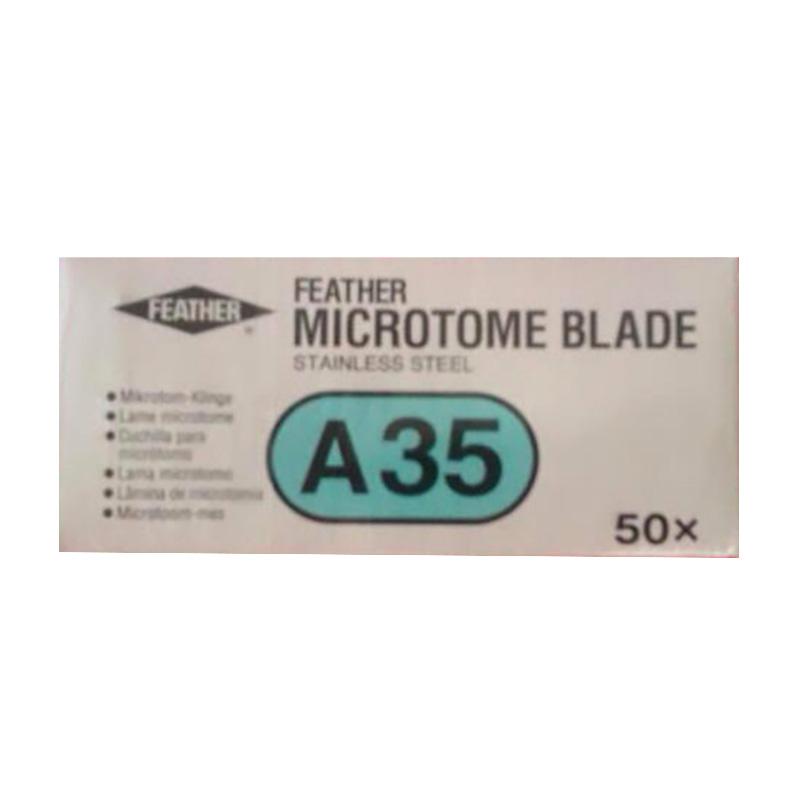 FEATHER
®
FEATHER
MICROTOME BLADE
STAINLESS STEEL
• Mikrotom-Klinge
• Lame microtome
• Cuchilla para
micrótomo
• Lama microtomo
• Lâmina de microtomia
• Microtoom-mes
A35
50×